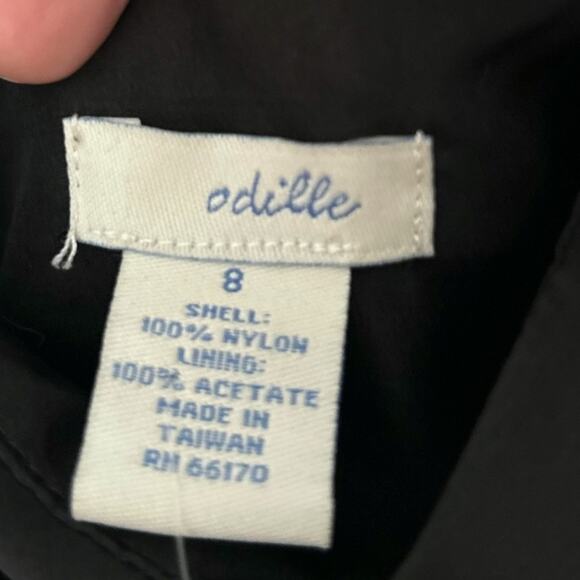 odille
8
SHELL:
100% NYLON
LINING:
100% ACETATE
MADE IN
TAIWAN
RN 66170